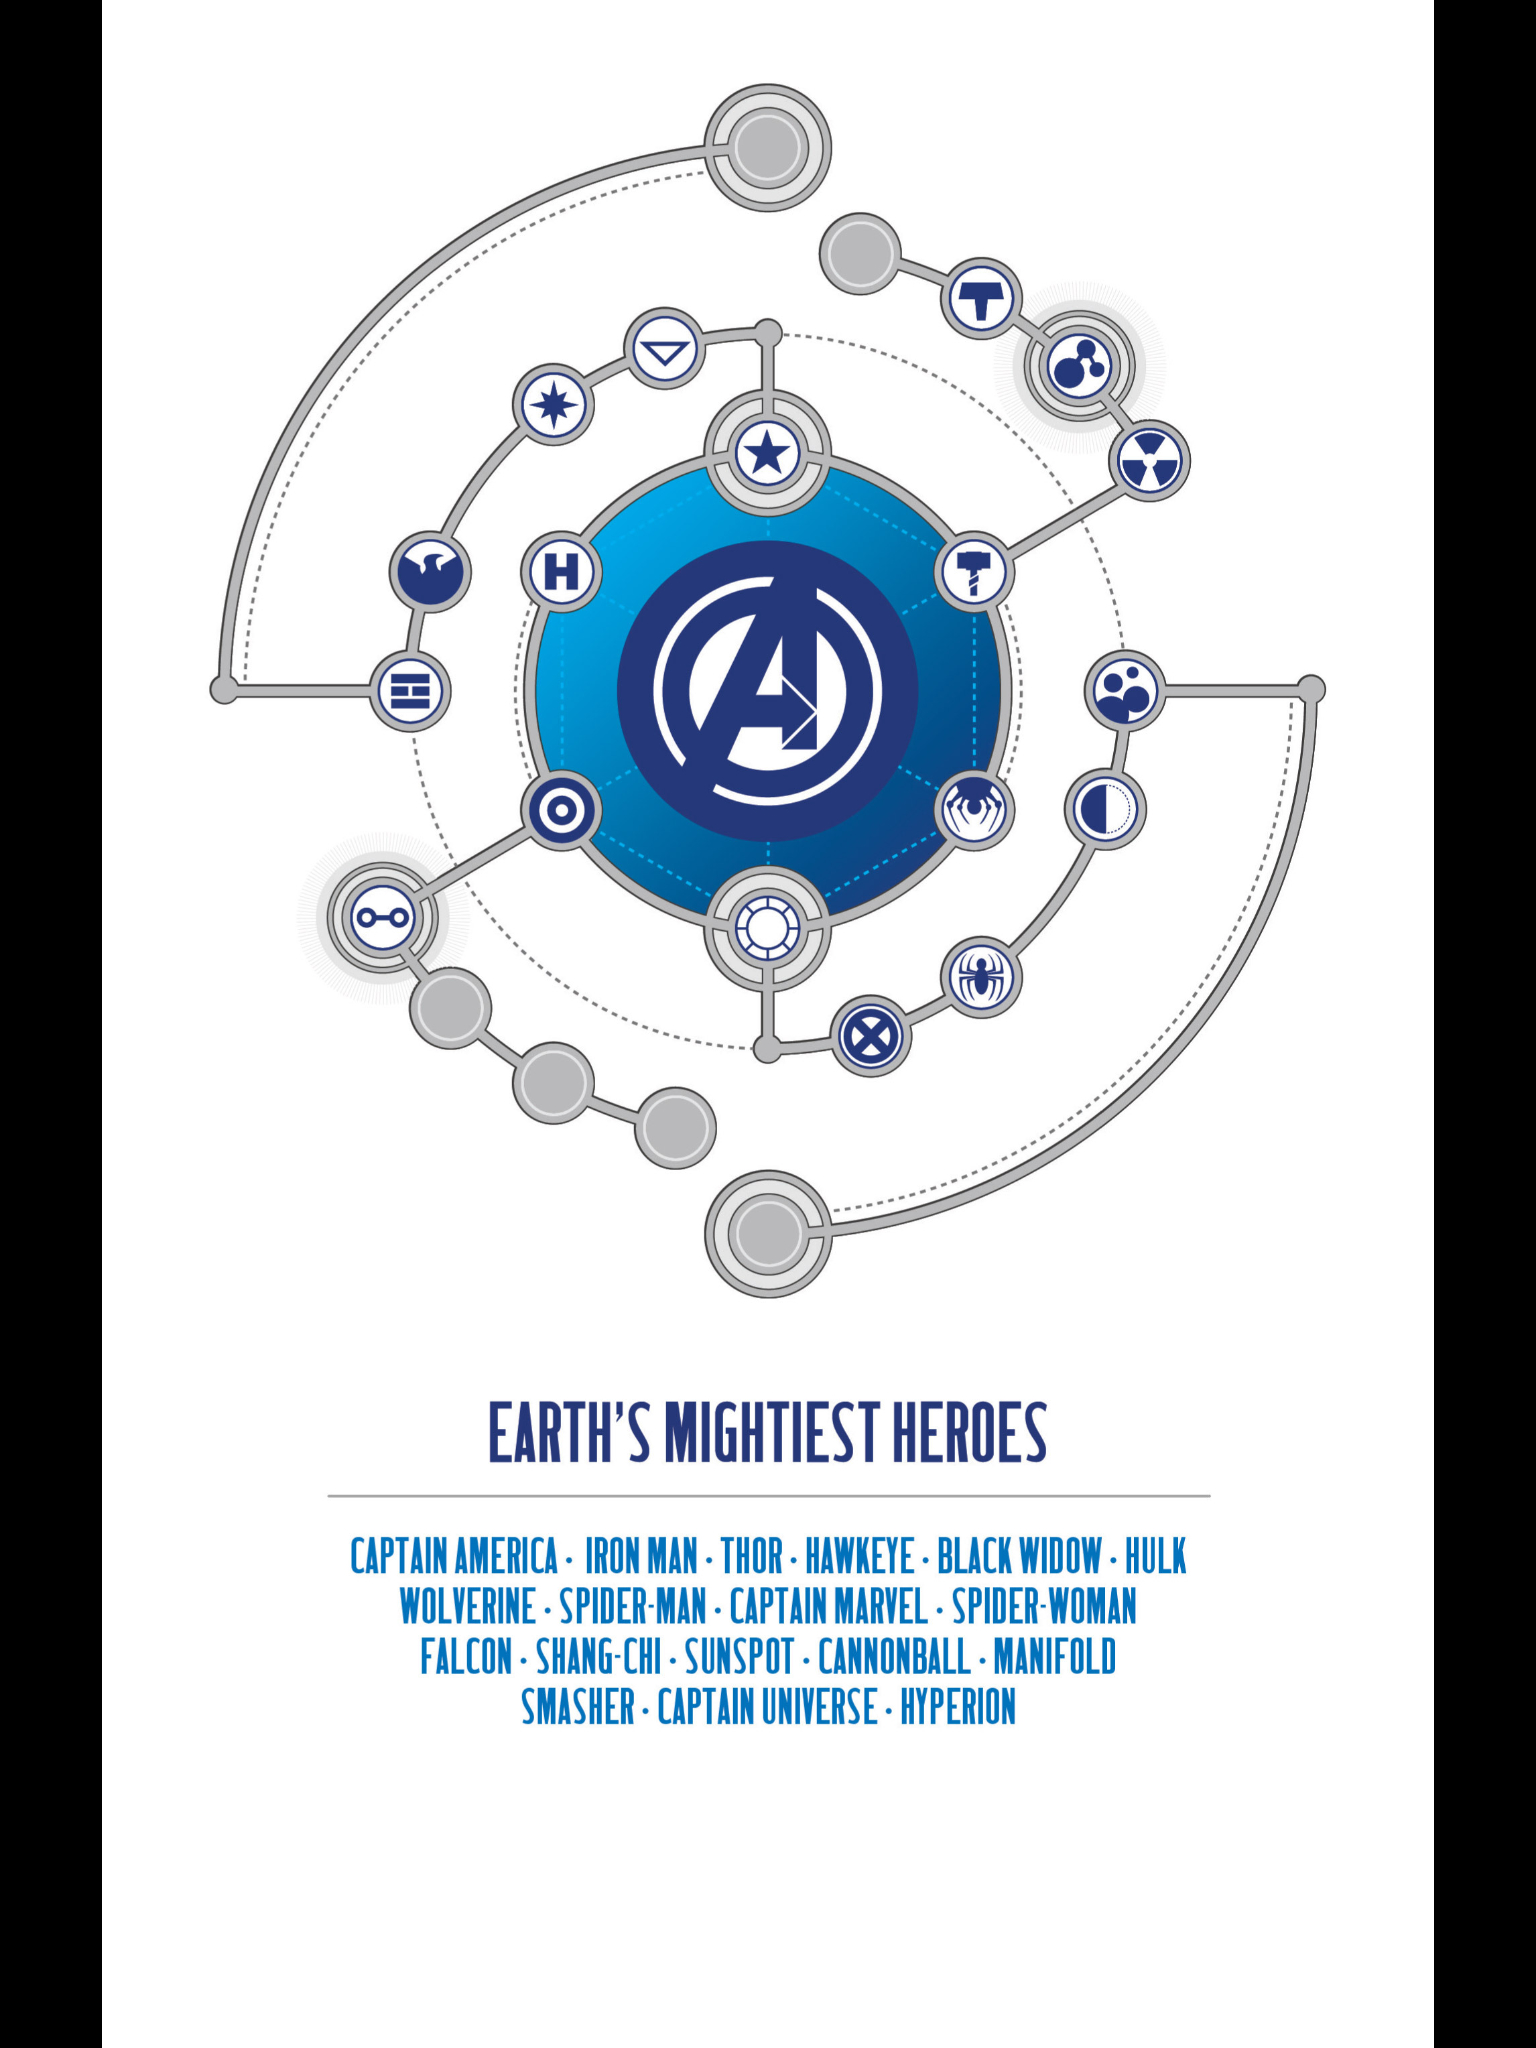 H
A
EARTH'S MIGHTIEST HEROES
CAPTAIN AMERICA · IRON MAN · THOR · HAWKEYE · BLACK WIDOW · HULK
WOLVERINE · SPIDER-MAN · CAPTAIN MARVEL · SPIDER-WOMAN
FALCON · SHANG-CHI · SUNSPOT · CANNONBALL · MANIFOLD
SMASHER · CAPTAIN UNIVERSE · HYPERION